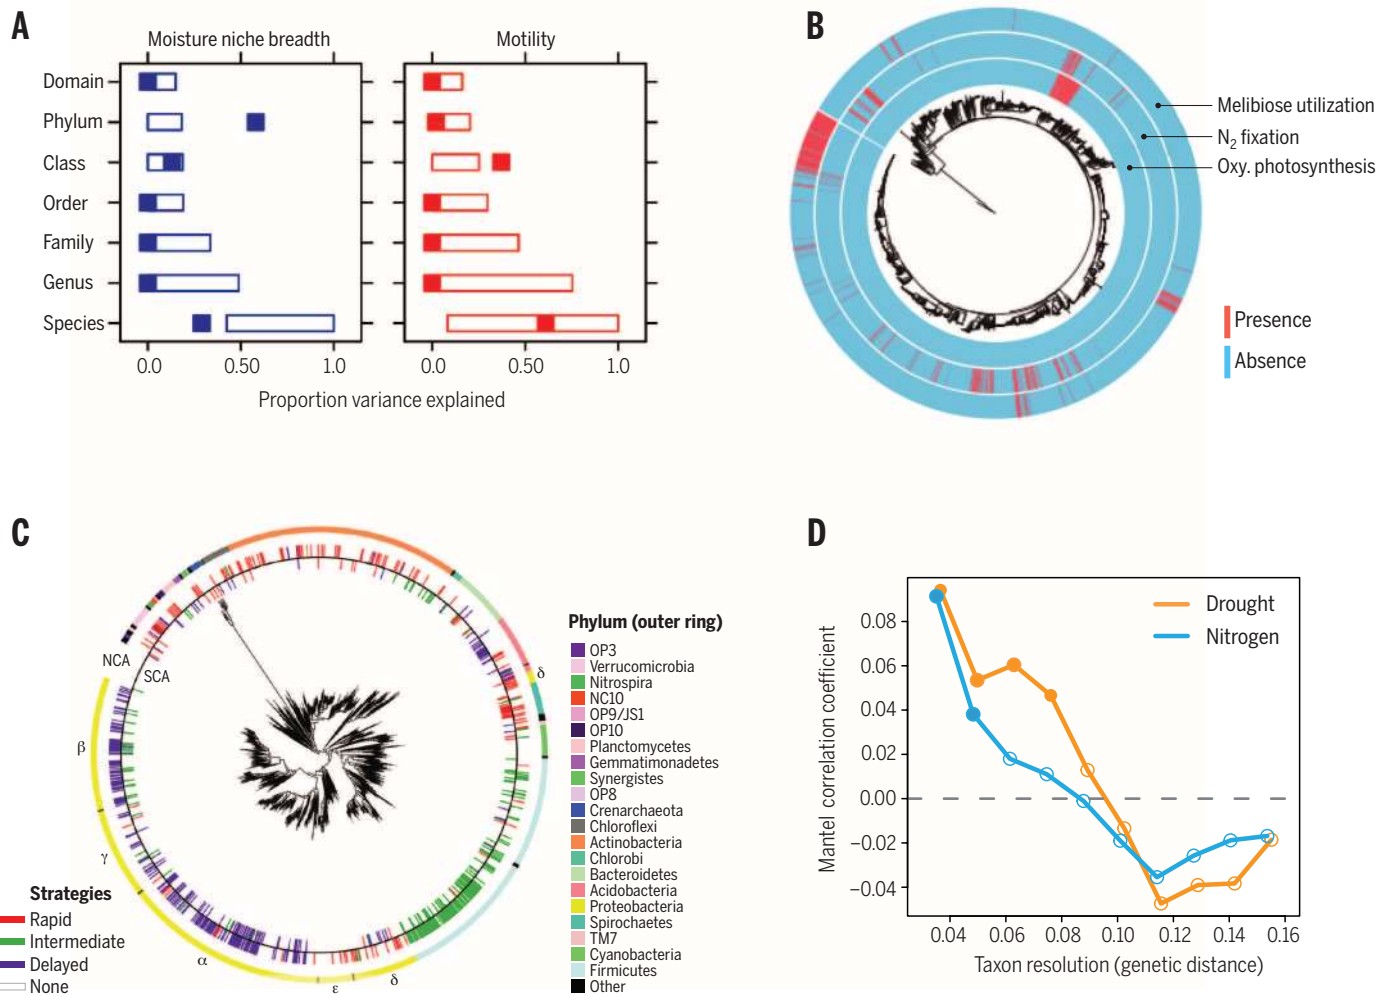 A
Moisture niche breadth
Motility
Domain
Phylum
Class
Order
Family
Genus
Species
0.0 0.50 1.0
0.0 0.50 1.0
Proportion variance explained
B
Melibiose utilization
N2 fixation
Oxy. photosynthesis
Presence
Absence
C
NCA
SCA
β
γ
α
ε
δ
δ
Strategies
Rapid
Intermediate
Delayed
None
Phylum (outer ring)
OP3
Verrucomicrobia
Nitrospira
NC10
OP9/JS1
OP10
Planctomycetes
Gemmatimonadetes
Synergistes
OP8
Crenarchaeota
Chloroflexi
Actinobacteria
Chlorobi
Bacteroidetes
Acidobacteria
Proteobacteria
Spirochaetes
TM7
Cyanobacteria
Firmicutes
Other
D
Drought
Nitrogen
Mantel correlation coefficient
0.08
0.06
0.04
0.02
0.00
−0.02
−0.04
0.04 0.06 0.08 0.10 0.12 0.14 0.16
Taxon resolution (genetic distance)